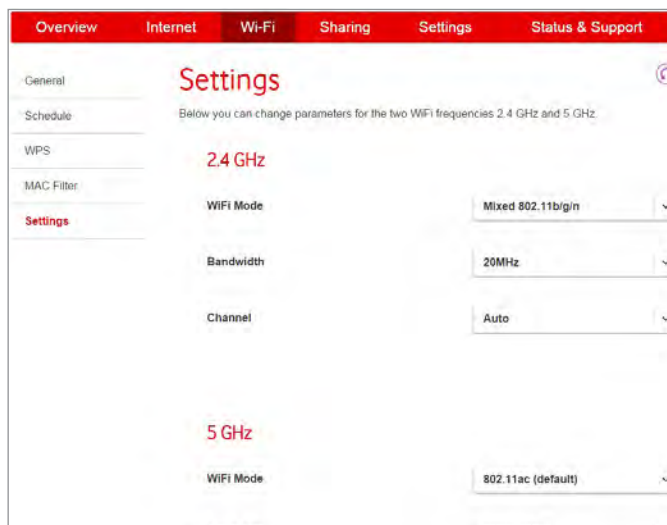 Overview Internet Wi-Fi Sharing Settings Status & Support
General
Schedule
WPS
MAC Filter
Settings
Settings
Below you can change parameters for the two WiFi frequencies 2.4 GHz and 5 GHz
2.4 GHz
WiFi Mode Mixed 802.11b/g/n
Bandwidth 20MHz
Channel Auto
5 GHz
WiFi Mode 802.11ac (default)